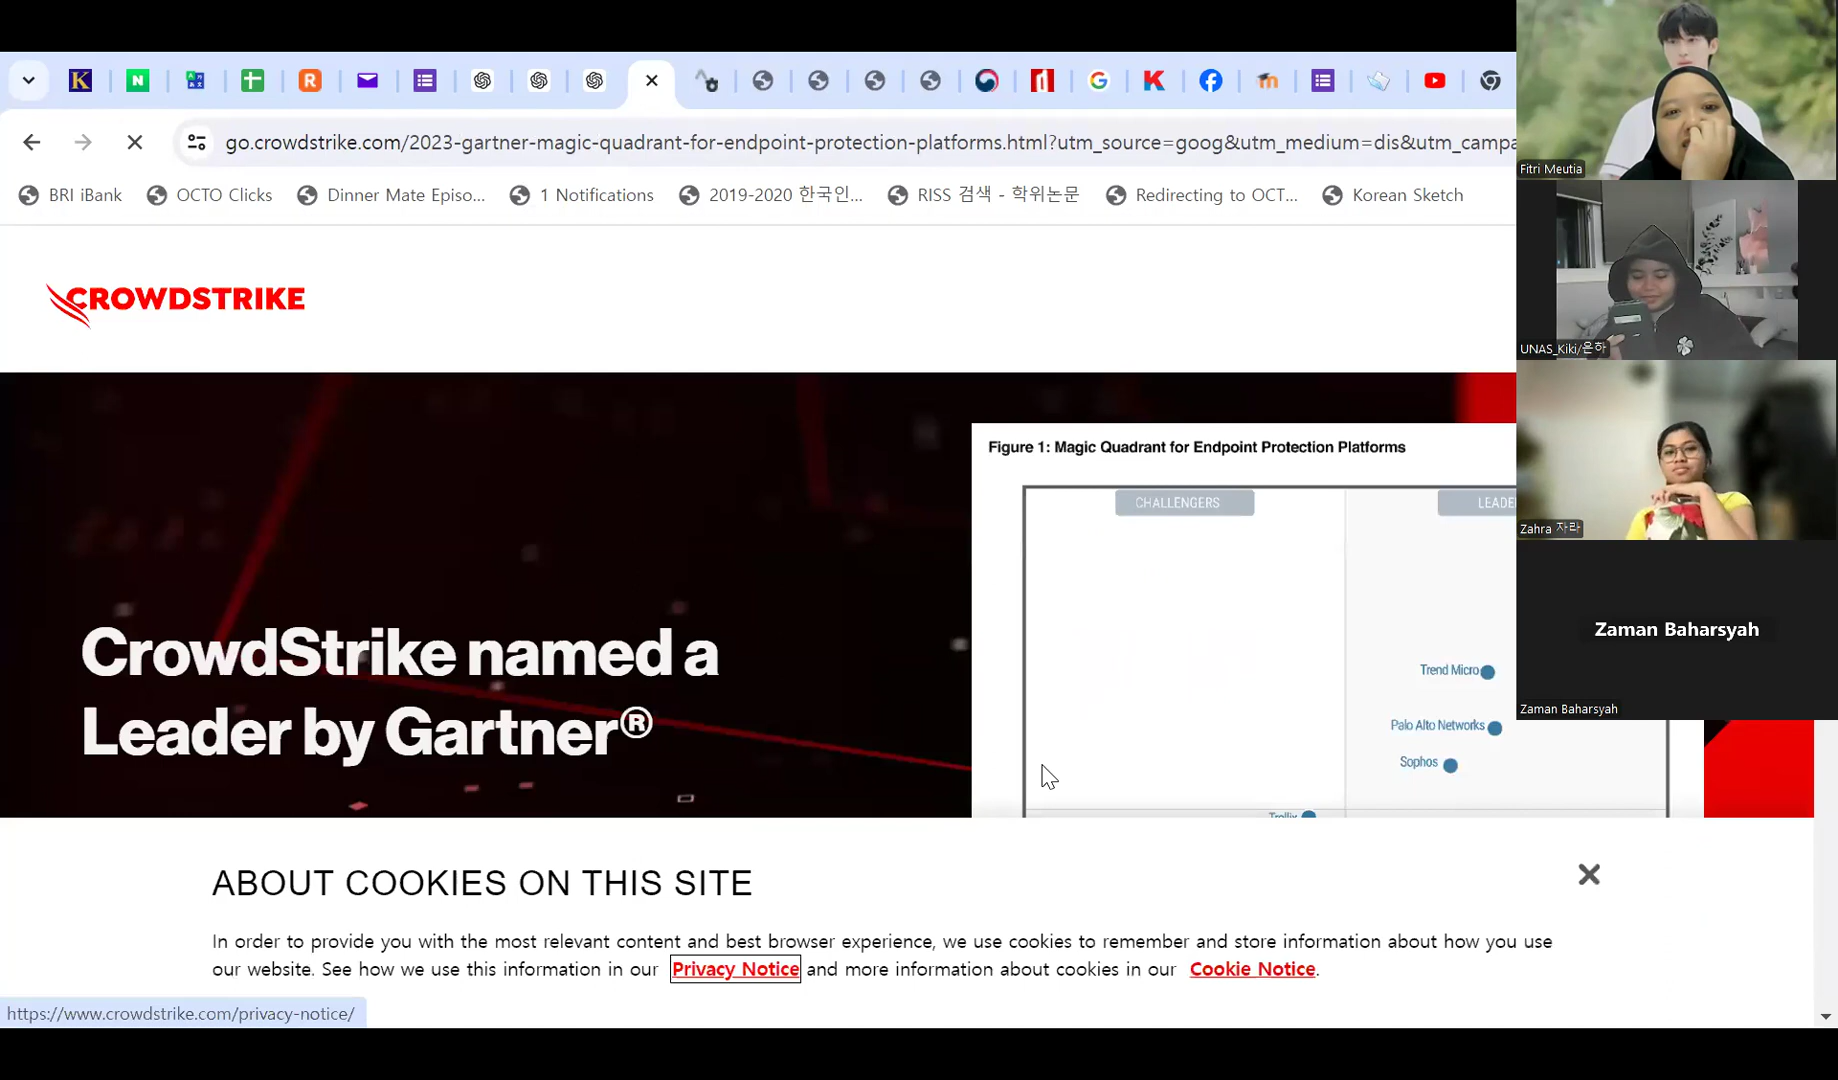 go.crowdstrike.com/2023-gartner-magic-quadrant-for-endpoint-protection-platforms.html?utm_source=goog&utm_medium=dis&utm_campa
BRI iBank
OCTO Clicks
Dinner Mate Episo...
1 Notifications
2019-2020 한국인...
RISS 검색 - 학위논문
Redirecting to OCT...
Korean Sketch
CROWDSTRIKE
CrowdStrike named a
Leader by Gartner®
Figure 1: Magic Quadrant for Endpoint Protection Platforms
CHALLENGERS
LEADE
Trend Micro
Palo Alto Networks
Sophos
ABOUT COOKIES ON THIS SITE
In order to provide you with the most relevant content and best browser experience, we use cookies to remember and store information about how you use
our website. See how we use this information in our Privacy Notice and more information about cookies in our Cookie Notice.
https://www.crowdstrike.com/privacy-notice/
Fitri Meutia
UNAS_Kiki/은하
Zahra 자라
Zaman Baharsyah
Zaman Baharsyah